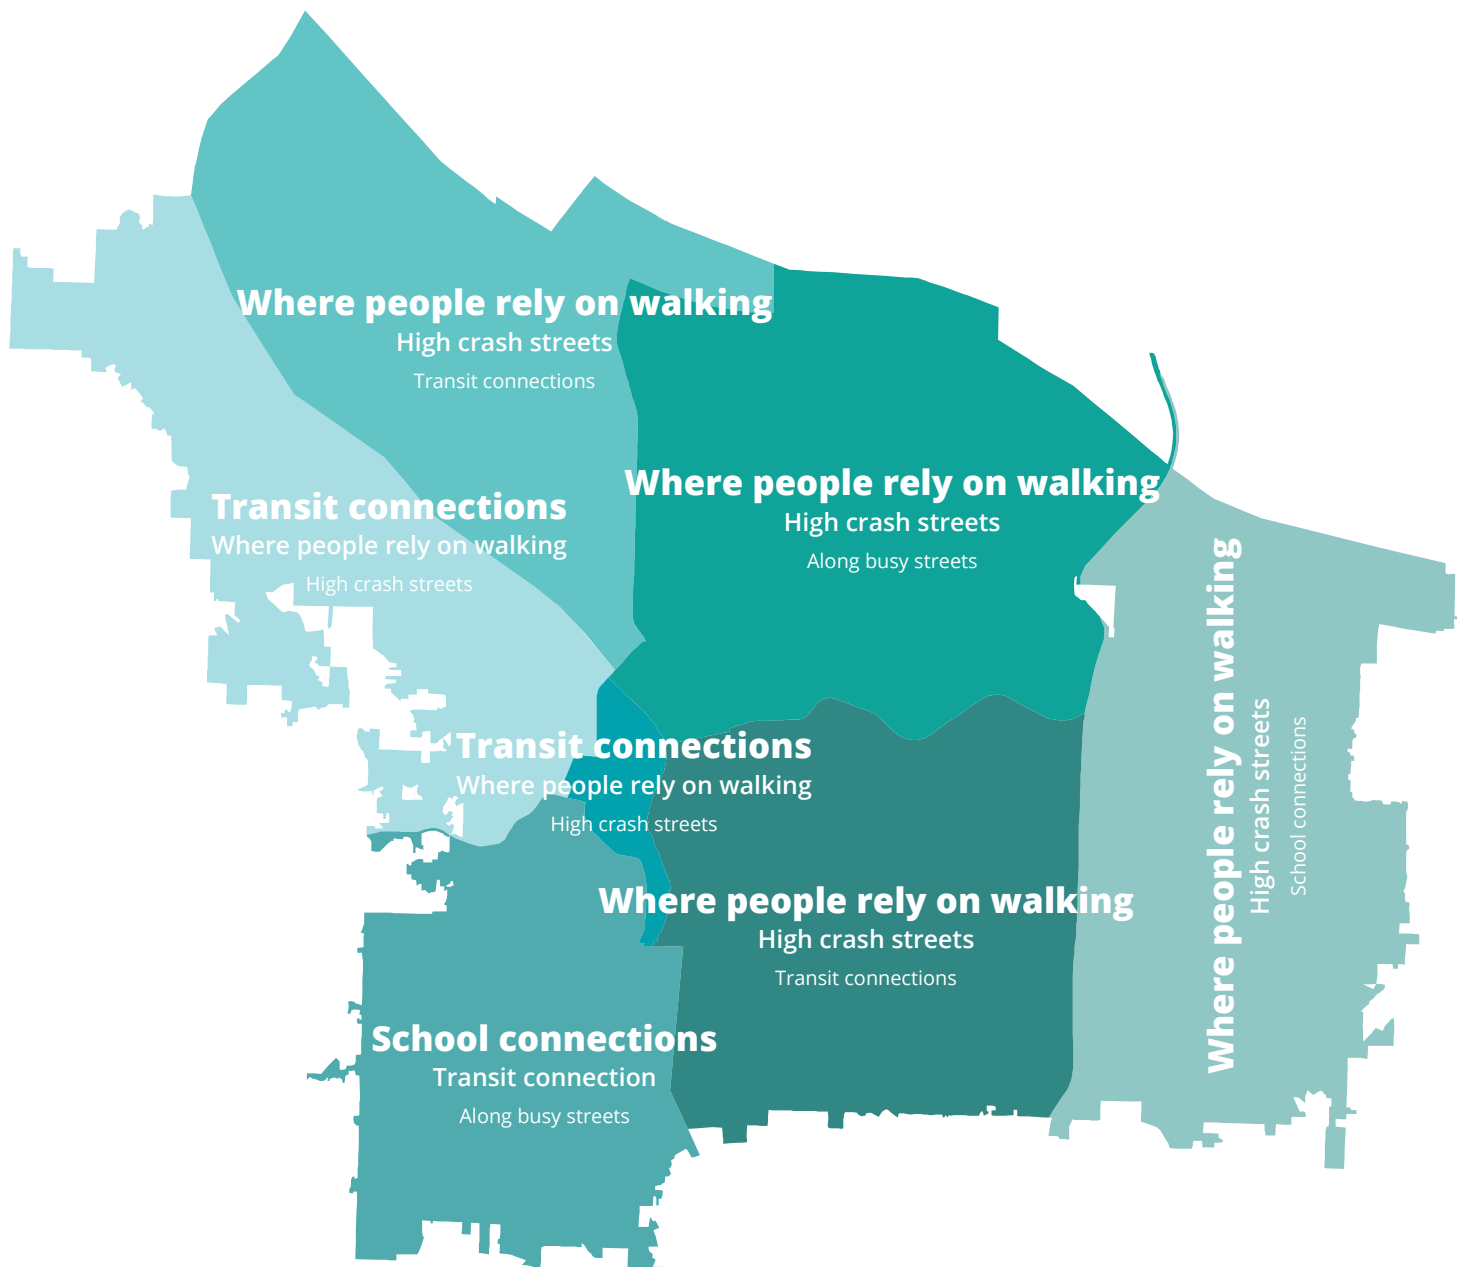 Where people rely on walking
High crash streets
Transit connections
Where people rely on walking
High crash streets
Along busy streets
Transit connections
Where people rely on walking
High crash streets
Where people rely on walking
High crash streets
School connections
Transit connections
Where people rely on walking
High crash streets
Where people rely on walking
High crash streets
Transit connections
School connections
Transit connection
Along busy streets